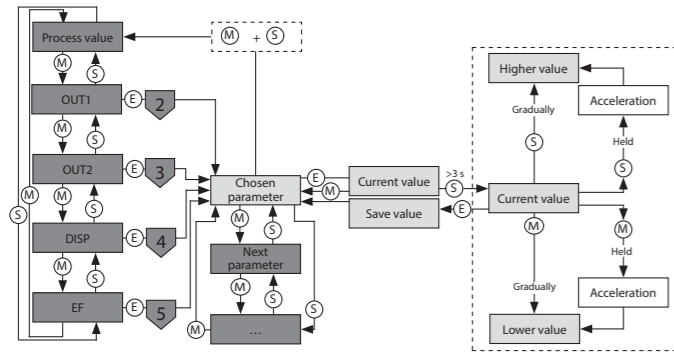 Process value
M + S
M S
OUT1 E 2
M S
OUT2 E 3
M S
DISP E 4
M S
EF E 5
S M
Chosen
parameter
M S
Next
parameter
M S
...
M S
E
M
Current value
Save value
>3 s
S
E
Current value
Higher value
Gradually
S
Acceleration
Held
S
M
Held
Acceleration
M
Gradually
Lower value